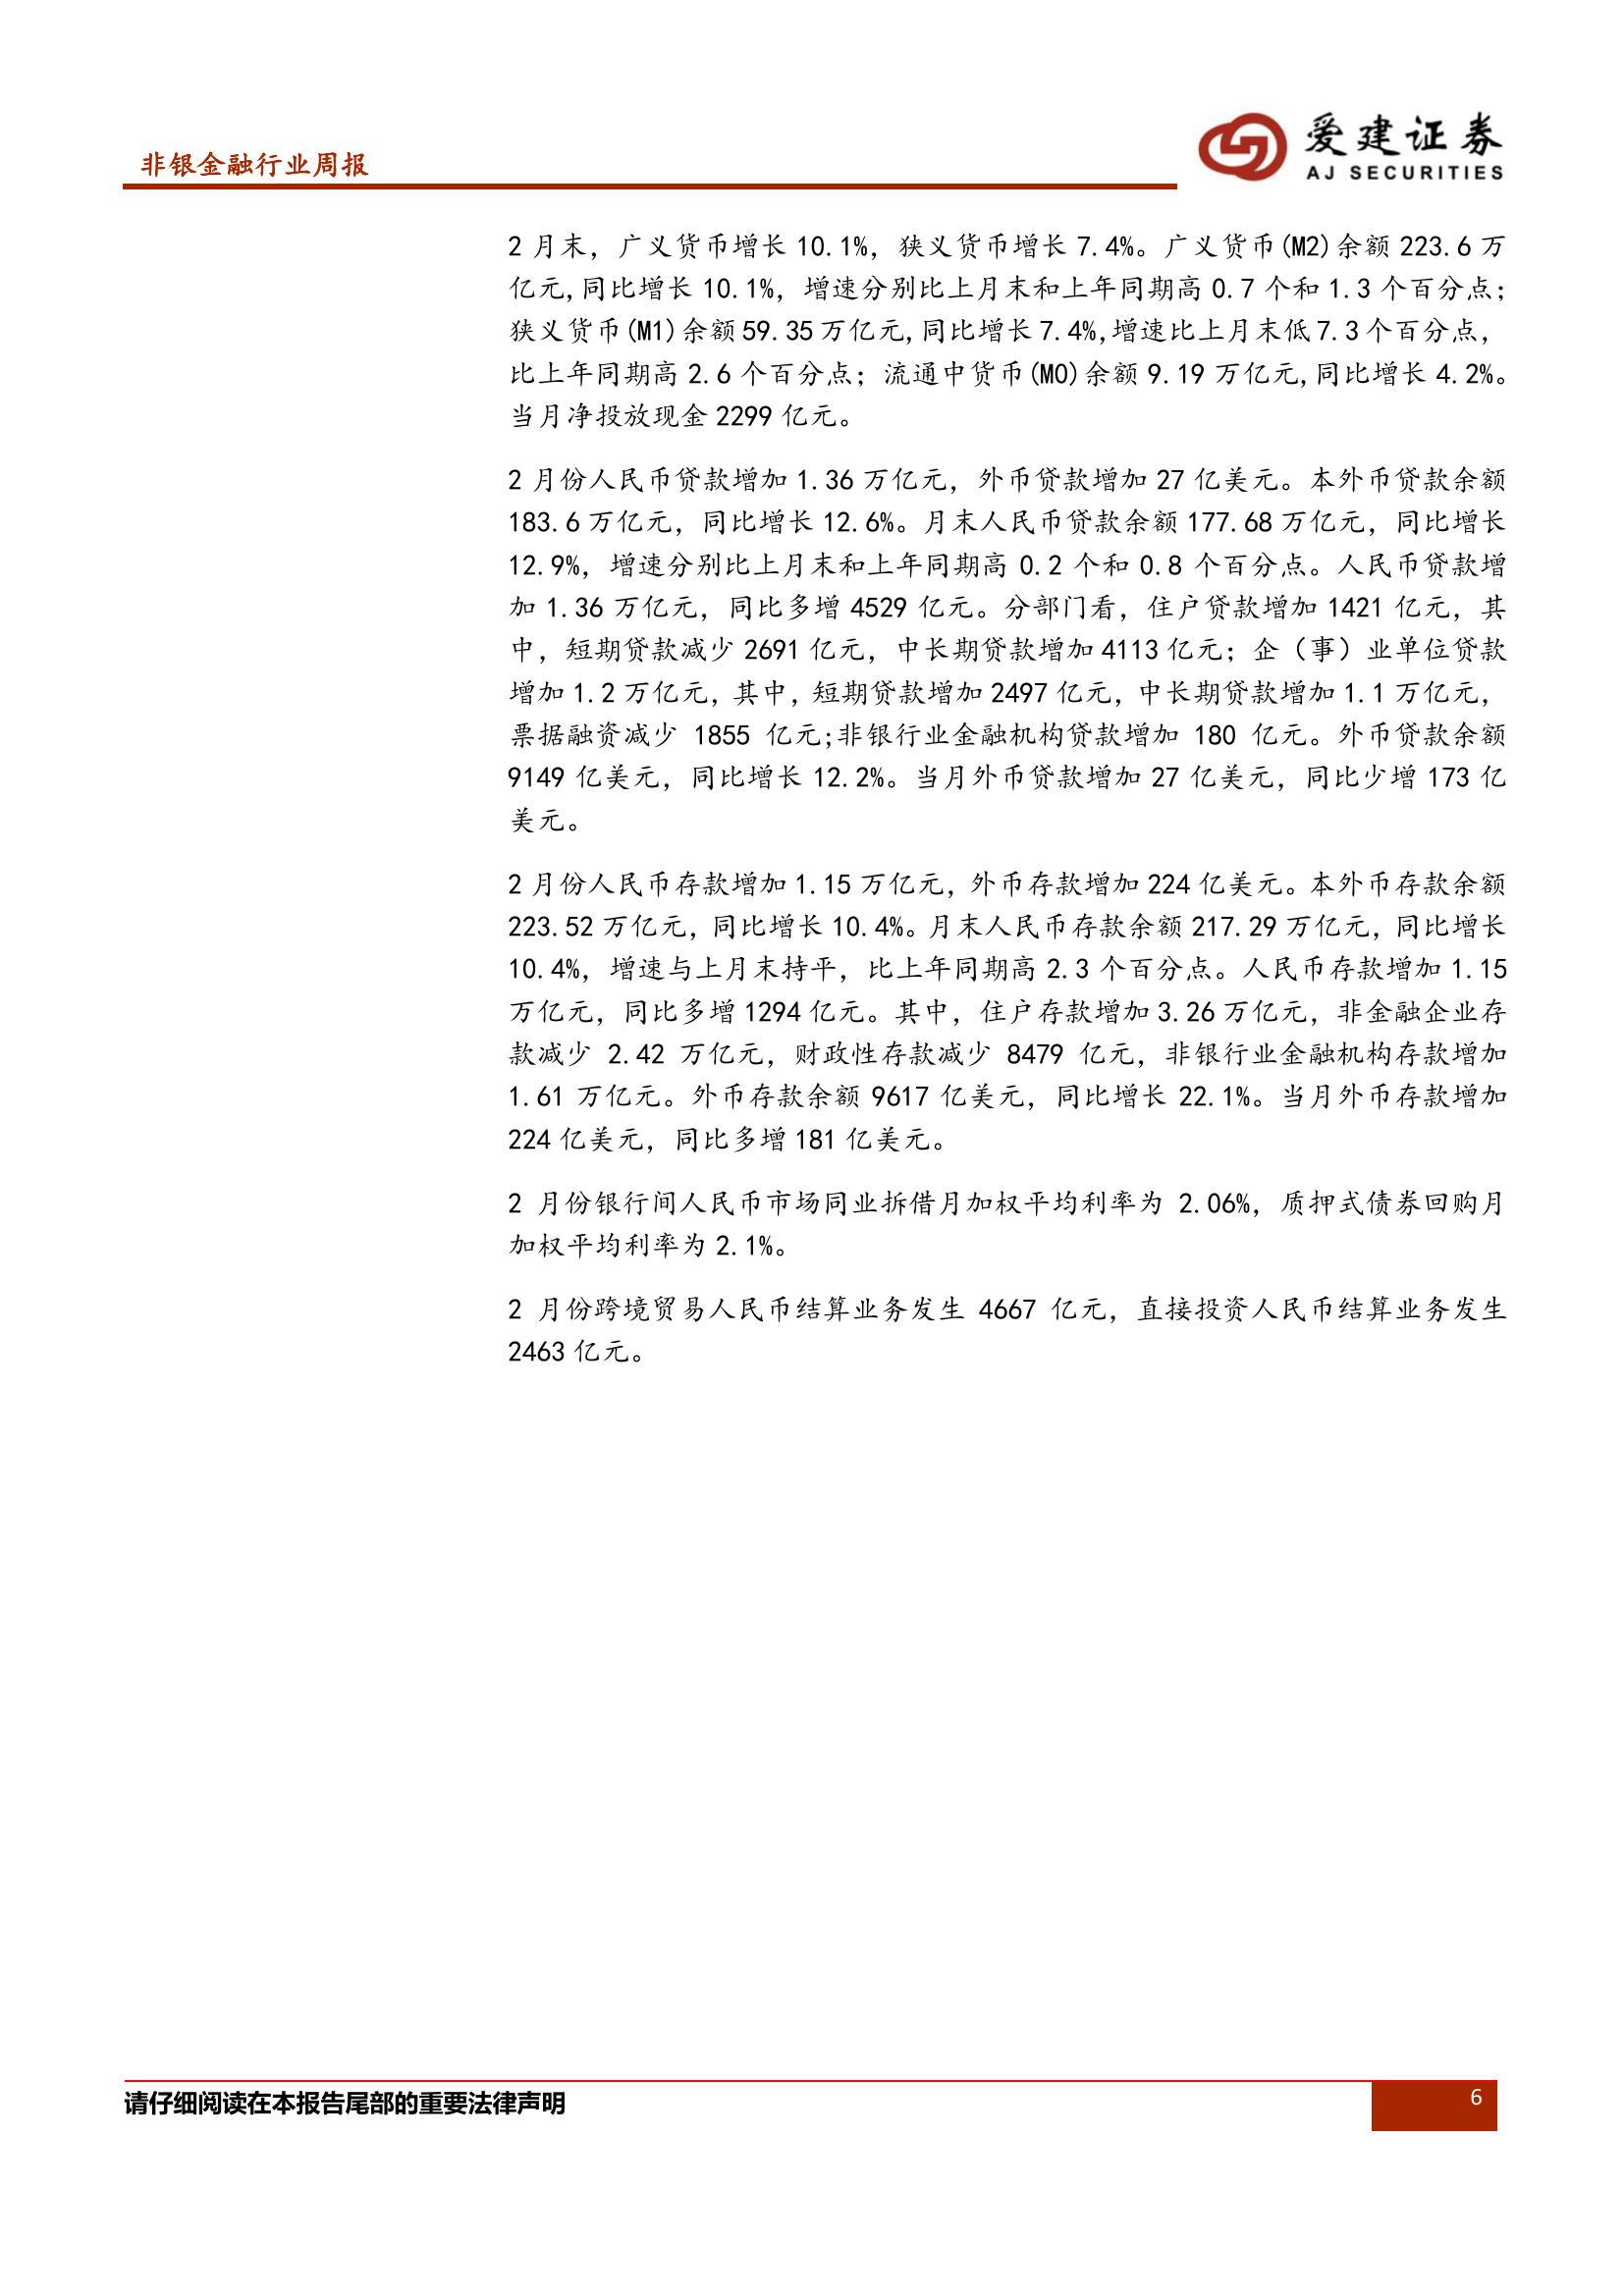 爱建证券
AJ SECURITIES
非银金融行业周报
2 月末，广义货币增长 10.1%，狭义货币增长 7.4%。广义货币(M2)余额 223.6 万
亿元,同比增长 10.1%，增速分别比上月末和上年同期高 0.7 个和 1.3 个百分点；
狭义货币(M1)余额 59.35 万亿元,同比增长 7.4%,增速比上月末低 7.3 个百分点，
比上年同期高 2.6 个百分点；流通中货币(M0)余额 9.19 万亿元,同比增长 4.2%。
当月净投放现金 2299 亿元。
2 月份人民币贷款增加 1.36 万亿元，外币贷款增加 27 亿美元。本外币贷款余额
183.6 万亿元，同比增长 12.6%。月末人民币贷款余额 177.68 万亿元，同比增长
12.9%，增速分别比上月末和上年同期高 0.2 个和 0.8 个百分点。人民币贷款增
加 1.36 万亿元，同比多增 4529 亿元。分部门看，住户贷款增加 1421 亿元，其
中，短期贷款减少 2691 亿元，中长期贷款增加 4113 亿元；企（事）业单位贷款
增加 1.2 万亿元，其中，短期贷款增加 2497 亿元，中长期贷款增加 1.1 万亿元，
票据融资减少 1855 亿元;非银行业金融机构贷款增加 180 亿元。外币贷款余额
9149 亿美元，同比增长 12.2%。当月外币贷款增加 27 亿美元，同比少增 173 亿
美元。
2 月份人民币存款增加 1.15 万亿元，外币存款增加 224 亿美元。本外币存款余额
223.52 万亿元，同比增长 10.4%。月末人民币存款余额 217.29 万亿元，同比增长
10.4%，增速与上月末持平，比上年同期高 2.3 个百分点。人民币存款增加 1.15
万亿元，同比多增 1294 亿元。其中，住户存款增加 3.26 万亿元，非金融企业存
款减少 2.42 万亿元，财政性存款减少 8479 亿元，非银行业金融机构存款增加
1.61 万亿元。外币存款余额 9617 亿美元，同比增长 22.1%。当月外币存款增加
224 亿美元，同比多增 181 亿美元。
2 月份银行间人民币市场同业拆借月加权平均利率为 2.06%，质押式债券回购月
加权平均利率为 2.1%。
2 月份跨境贸易人民币结算业务发生 4667 亿元，直接投资人民币结算业务发生
2463 亿元。
请仔细阅读在本报告尾部的重要法律声明
6